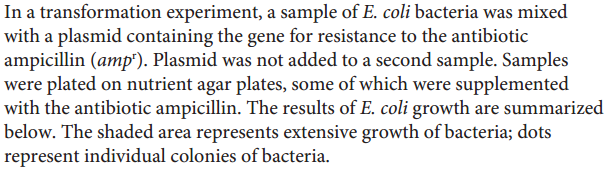 In a transformation experiment, a sample of E. coli bacteria was mixed
with a plasmid containing the gene for resistance to the antibiotic
ampicillin (ampʳ). Plasmid was not added to a second sample. Samples
were plated on nutrient agar plates, some of which were supplemented
with the antibiotic ampicillin. The results of E. coli growth are summarized
below. The shaded area represents extensive growth of bacteria; dots
represent individual colonies of bacteria.